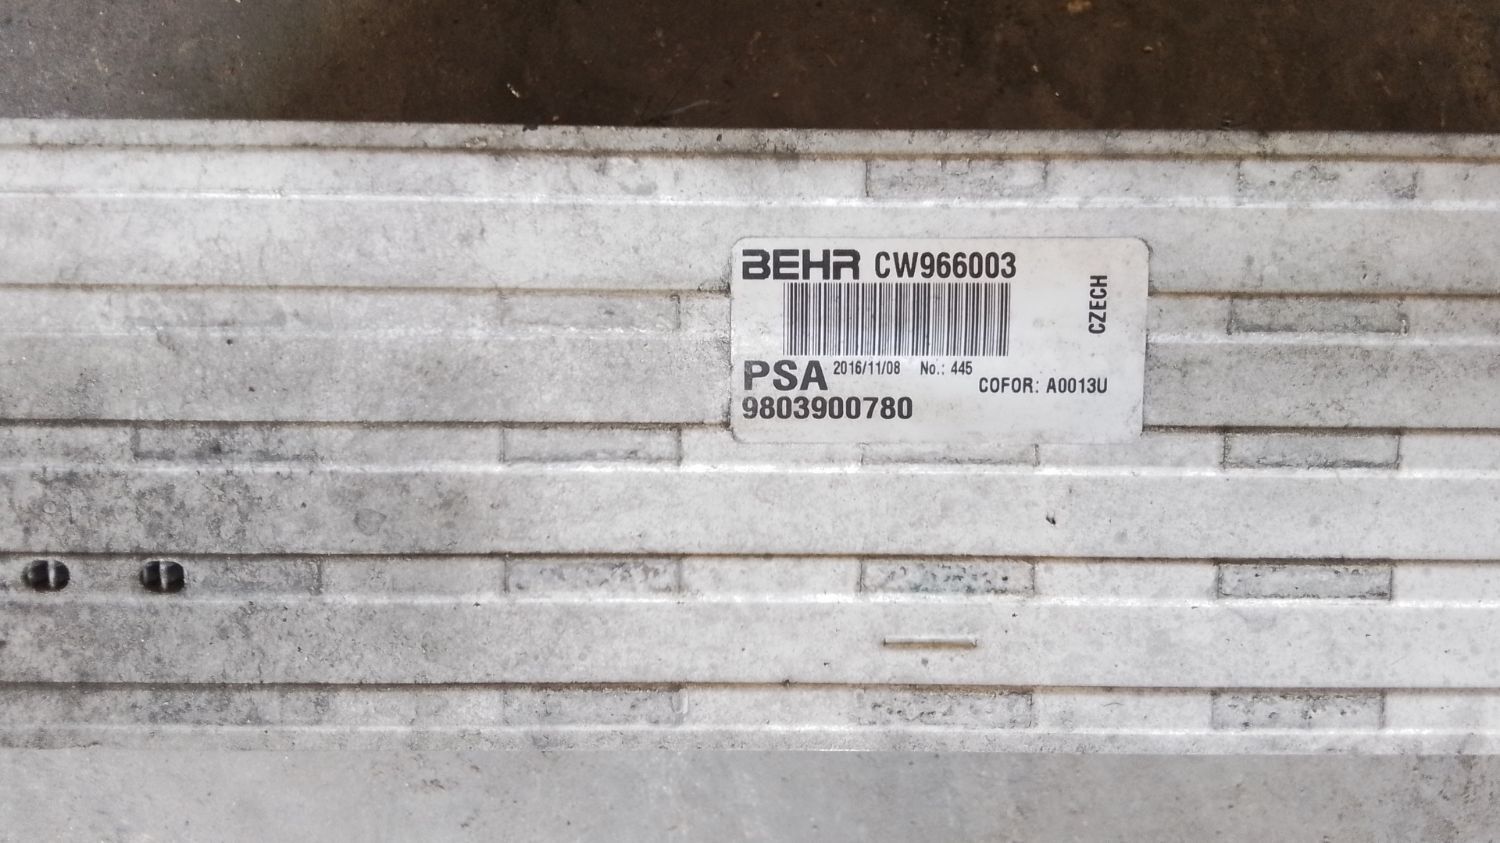 BEHR CW966003
CZECH
PSA 2016/11/08 No.: 445
COFOR: A0013U
9803900780